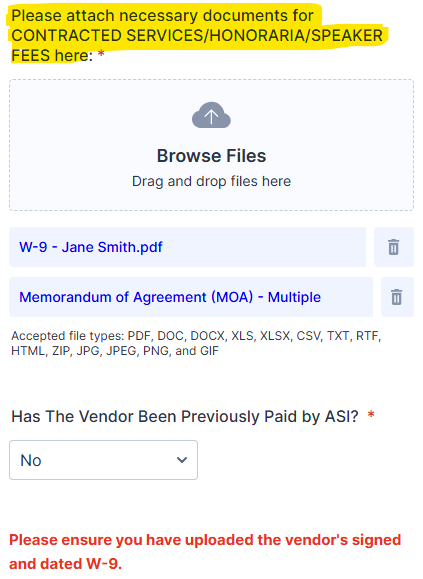 Please attach necessary documents for
CONTRACTED SERVICES/HONORARIA/SPEAKER
FEES here: *
Browse Files
Drag and drop files here
W-9 - Jane Smith.pdf
Memorandum of Agreement (MOA) - Multiple
Accepted file types: PDF, DOC, DOCX, XLS, XLSX, CSV, TXT, RTF,
HTML, ZIP, JPG, JPEG, PNG, and GIF
Has The Vendor Been Previously Paid by ASI? *
No
Please ensure you have uploaded the vendor's signed
and dated W-9.